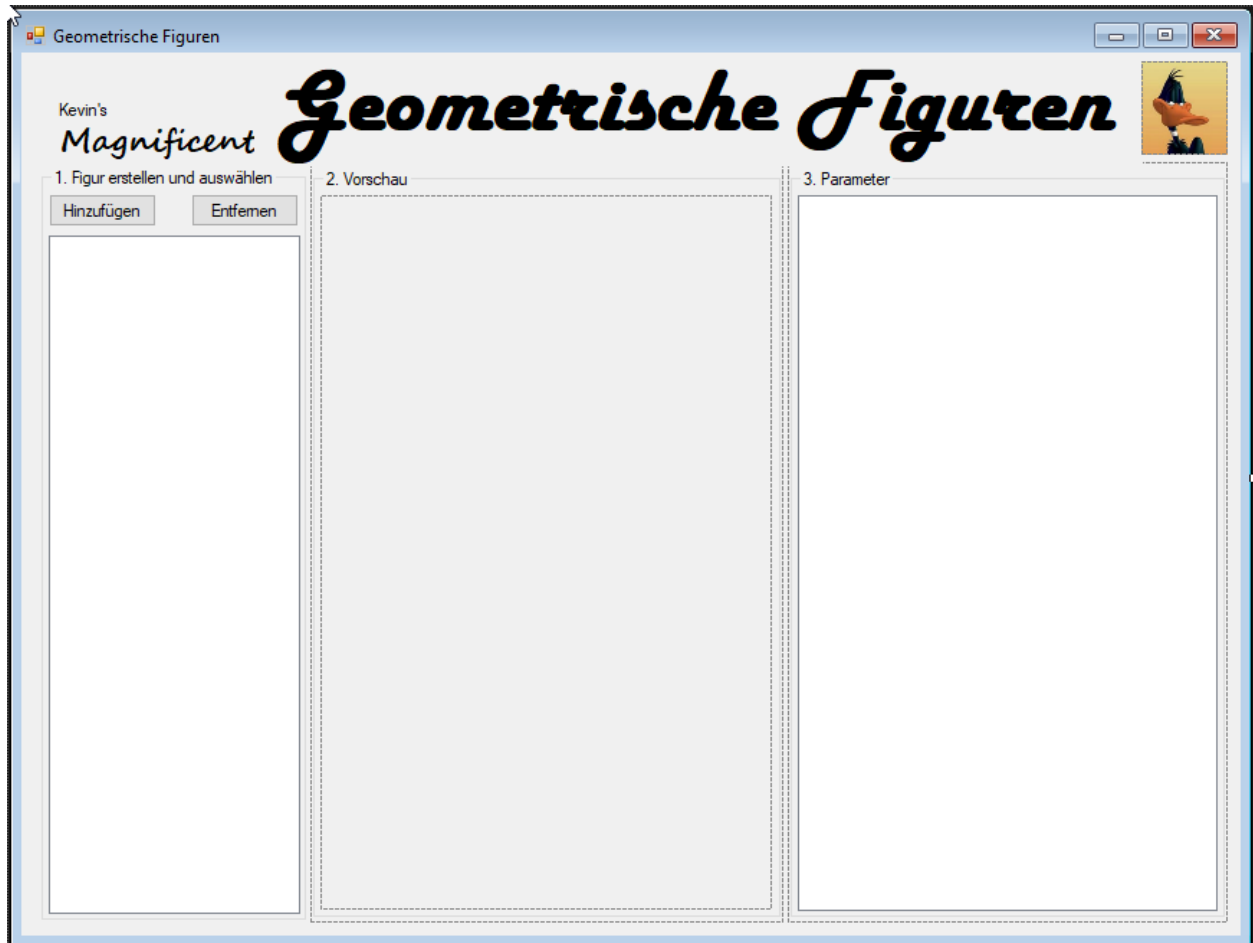 Geometrische Figuren
Kevin's
Magnificent
Geometrische Figuren
1. Figur erstellen und auswählen
2. Vorschau
3. Parameter
Hinzufügen
Entfernen